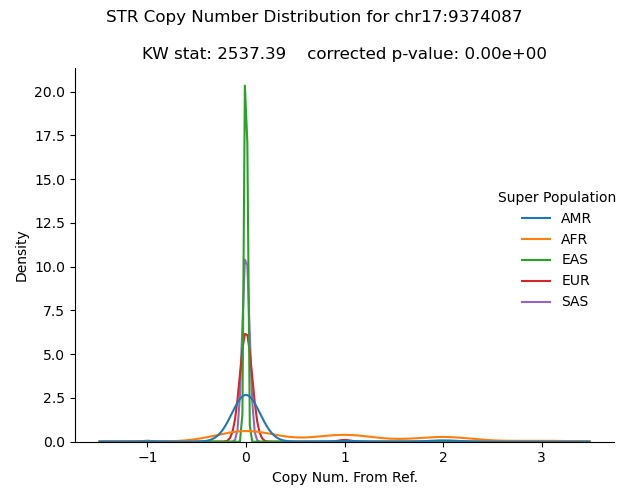 STR Copy Number Distribution for chr17:9374087
KW stat: 2537.39    corrected p-value: 0.00e+00
20.0
17.5
15.0
12.5
10.0
7.5
5.0
2.5
0.0
Density
−1
0
1
2
3
Copy Num. From Ref.
Super Population
AMR
AFR
EAS
EUR
SAS